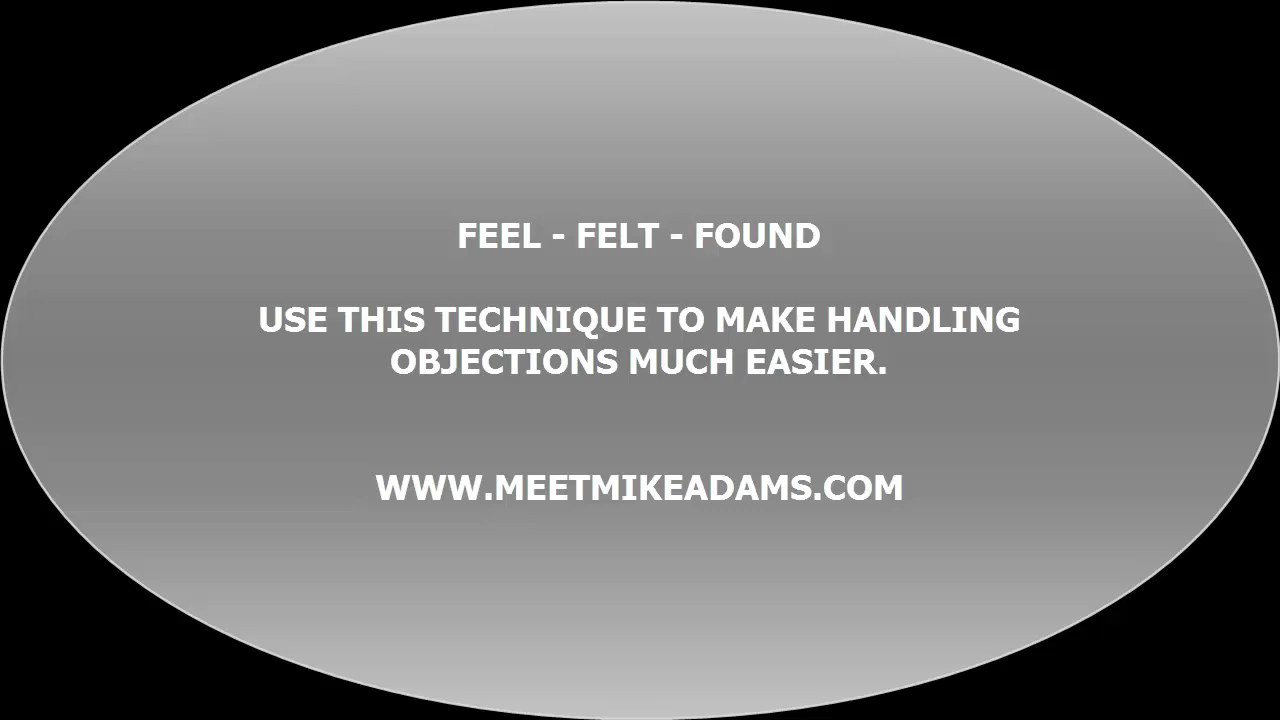 FEEL - FELT - FOUND
USE THIS TECHNIQUE TO MAKE HANDLING
OBJECTIONS MUCH EASIER.
WWW.MEETMIKEADAMS.COM